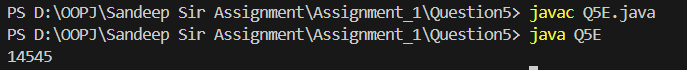 PS D:\OOPJ\Sandeep Sir Assignment\Assignment_1\Question5> javac Q5E.java
PS D:\OOPJ\Sandeep Sir Assignment\Assignment_1\Question5> java Q5E
14545